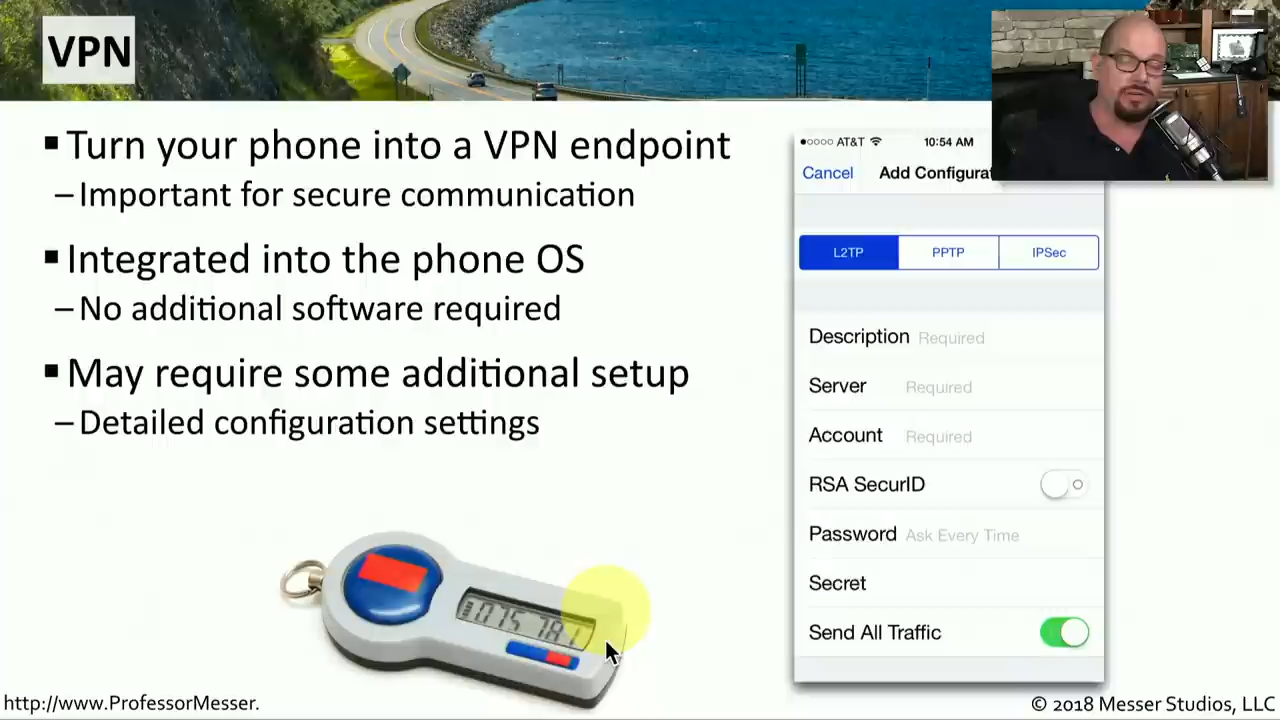 VPN
▪ Turn your phone into a VPN endpoint
– Important for secure communication
▪ Integrated into the phone OS
– No additional software required
▪ May require some additional setup
– Detailed configuration settings
AT&T 10:54 AM
Cancel Add Configurat
L2TP PPTP IPSec
Description Required
Server Required
Account Required
RSA SecurID
Password Ask Every Time
Secret
Send All Traffic
http://www.ProfessorMesser.
© 2018 Messer Studios, LLC